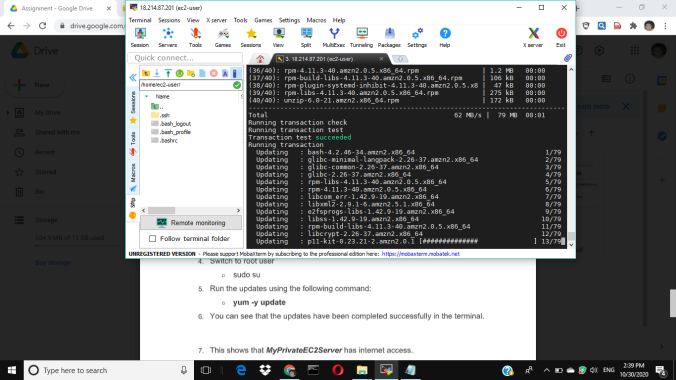 Assignment - Google Drive
drive.google.com
18.214.87.201 (ec2-user)
Terminal Sessions View X server Tools Games Settings Macros Help
Session Servers Tools Games Sessions View Split MultiExec Tunneling Packages Settings Help X server Exit
Quick connect...
3. 18.214.87.201 (ec2-user)
/home/ec2-user/
Name
..
.ssh
.bash_logout
.bash_profile
.bashrc
Sessions
Tools
Macros
Sftp
Remote monitoring
Follow terminal folder
(36/40): rpm-4.11.3-40.amzn2.0.5.x86_64.rpm | 1.2 MB 00:00
(37/40): rpm-build-libs-4.11.3-40.amzn2.0.5.x86_64.rpm | 106 kB 00:00
(38/40): rpm-plugin-systemd-inhibit-4.11.3-40.amzn2.0.5.x8 | 47 kB 00:00
(39/40): rpm-libs-4.11.3-40.amzn2.0.5.x86_64.rpm | 275 kB 00:00
(40/40): unzip-6.0-21.amzn2.x86_64.rpm | 172 kB 00:00
Total 62 MB/s | 79 MB 00:01
Running transaction check
Running transaction test
Transaction test succeeded
Running transaction
Updating : bash-4.2.46-34.amzn2.x86_64 1/79
Updating : glibc-minimal-langpack-2.26-37.amzn2.x86_64 2/79
Updating : glibc-common-2.26-37.amzn2.x86_64 3/79
Updating : glibc-2.26-37.amzn2.x86_64 4/79
Updating : rpm-libs-4.11.3-40.amzn2.0.5.x86_64 5/79
Updating : rpm-4.11.3-40.amzn2.0.5.x86_64 6/79
Updating : libcom_err-1.42.9-19.amzn2.x86_64 7/79
Updating : libxml2-2.9.1-6.amzn2.5.1.x86_64 8/79
Updating : e2fsprogs-libs-1.42.9-19.amzn2.x86_64 9/79
Updating : libss-1.42.9-19.amzn2.x86_64 10/79
Updating : rpm-build-libs-4.11.3-40.amzn2.0.5.x86_64 11/79
Updating : libcrypt-2.26-37.amzn2.x86_64 12/79
Updating : p11-kit-0.23.21-2.amzn2.0.1 [############## ] 13/79
UNREGISTERED VERSION - Please support MobaXterm by subscribing to the professional edition here: https://mobaxterm.mobatek.net
Drive
New
My Drive
Shared with me
Recent
Starred
Bin
Storage
Buy storage
4. Switch to root user
○ sudo su
5. Run the updates using the following command:
○ yum -y update
6. You can see that the updates have been completed successfully in the terminal.
7. This shows that MyPrivateEC2Server has internet access.
Type here to search
ENG
2:39 PM
10/30/2020